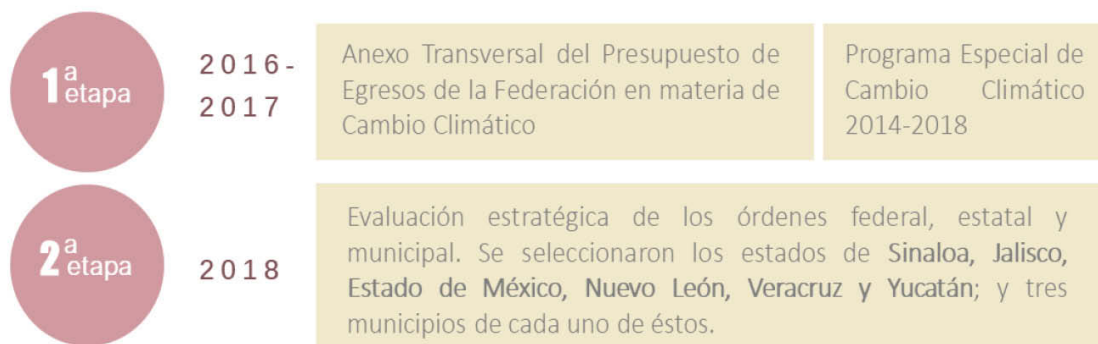 1ª etapa
2016-
2017
Anexo Transversal del Presupuesto de
Egresos de la Federación en materia de
Cambio Climático
Programa Especial de
Cambio Climático
2014-2018
2ª etapa
2018
Evaluación estratégica de los órdenes federal, estatal y
municipal. Se seleccionaron los estados de Sinaloa, Jalisco,
Estado de México, Nuevo León, Veracruz y Yucatán; y tres
municipios de cada uno de éstos.